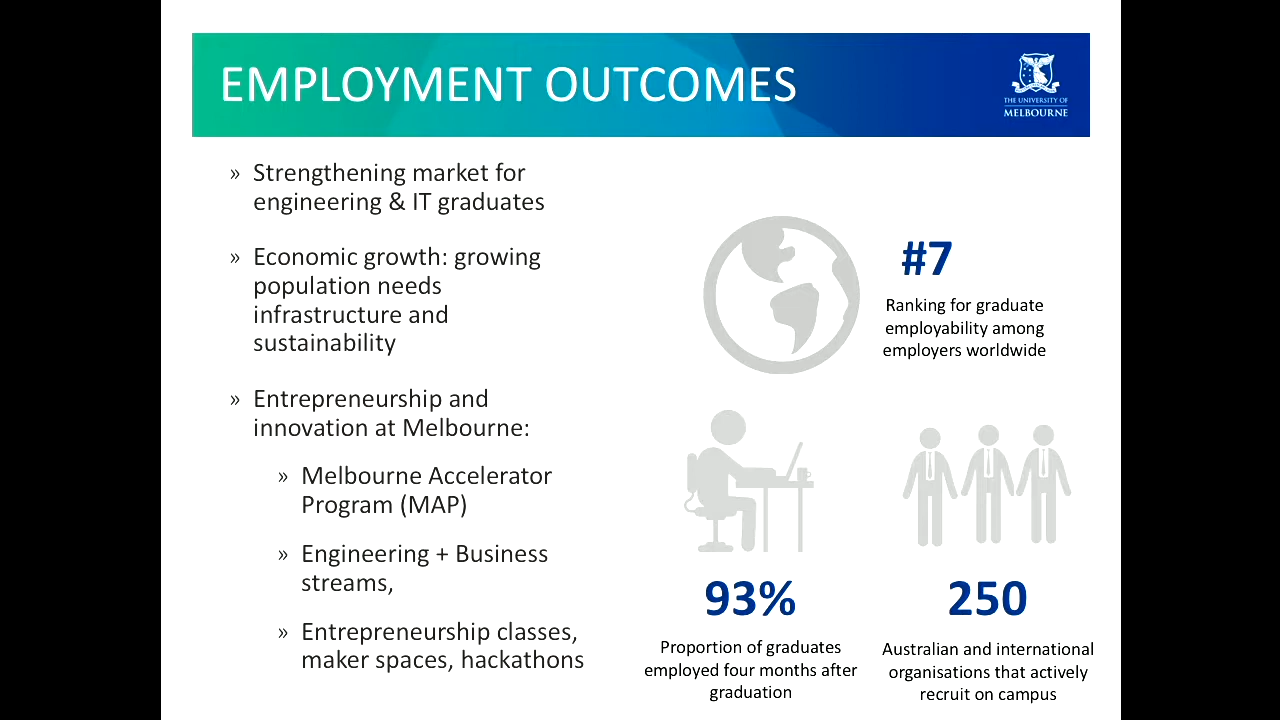 EMPLOYMENT OUTCOMES
THE UNIVERSITY OF
MELBOURNE
» Strengthening market for
engineering & IT graduates
» Economic growth: growing
population needs
infrastructure and
sustainability
» Entrepreneurship and
innovation at Melbourne:
» Melbourne Accelerator
Program (MAP)
» Engineering + Business
streams,
» Entrepreneurship classes,
maker spaces, hackathons
#7
Ranking for graduate
employability among
employers worldwide
93%
Proportion of graduates
employed four months after
graduation
250
Australian and international
organisations that actively
recruit on campus